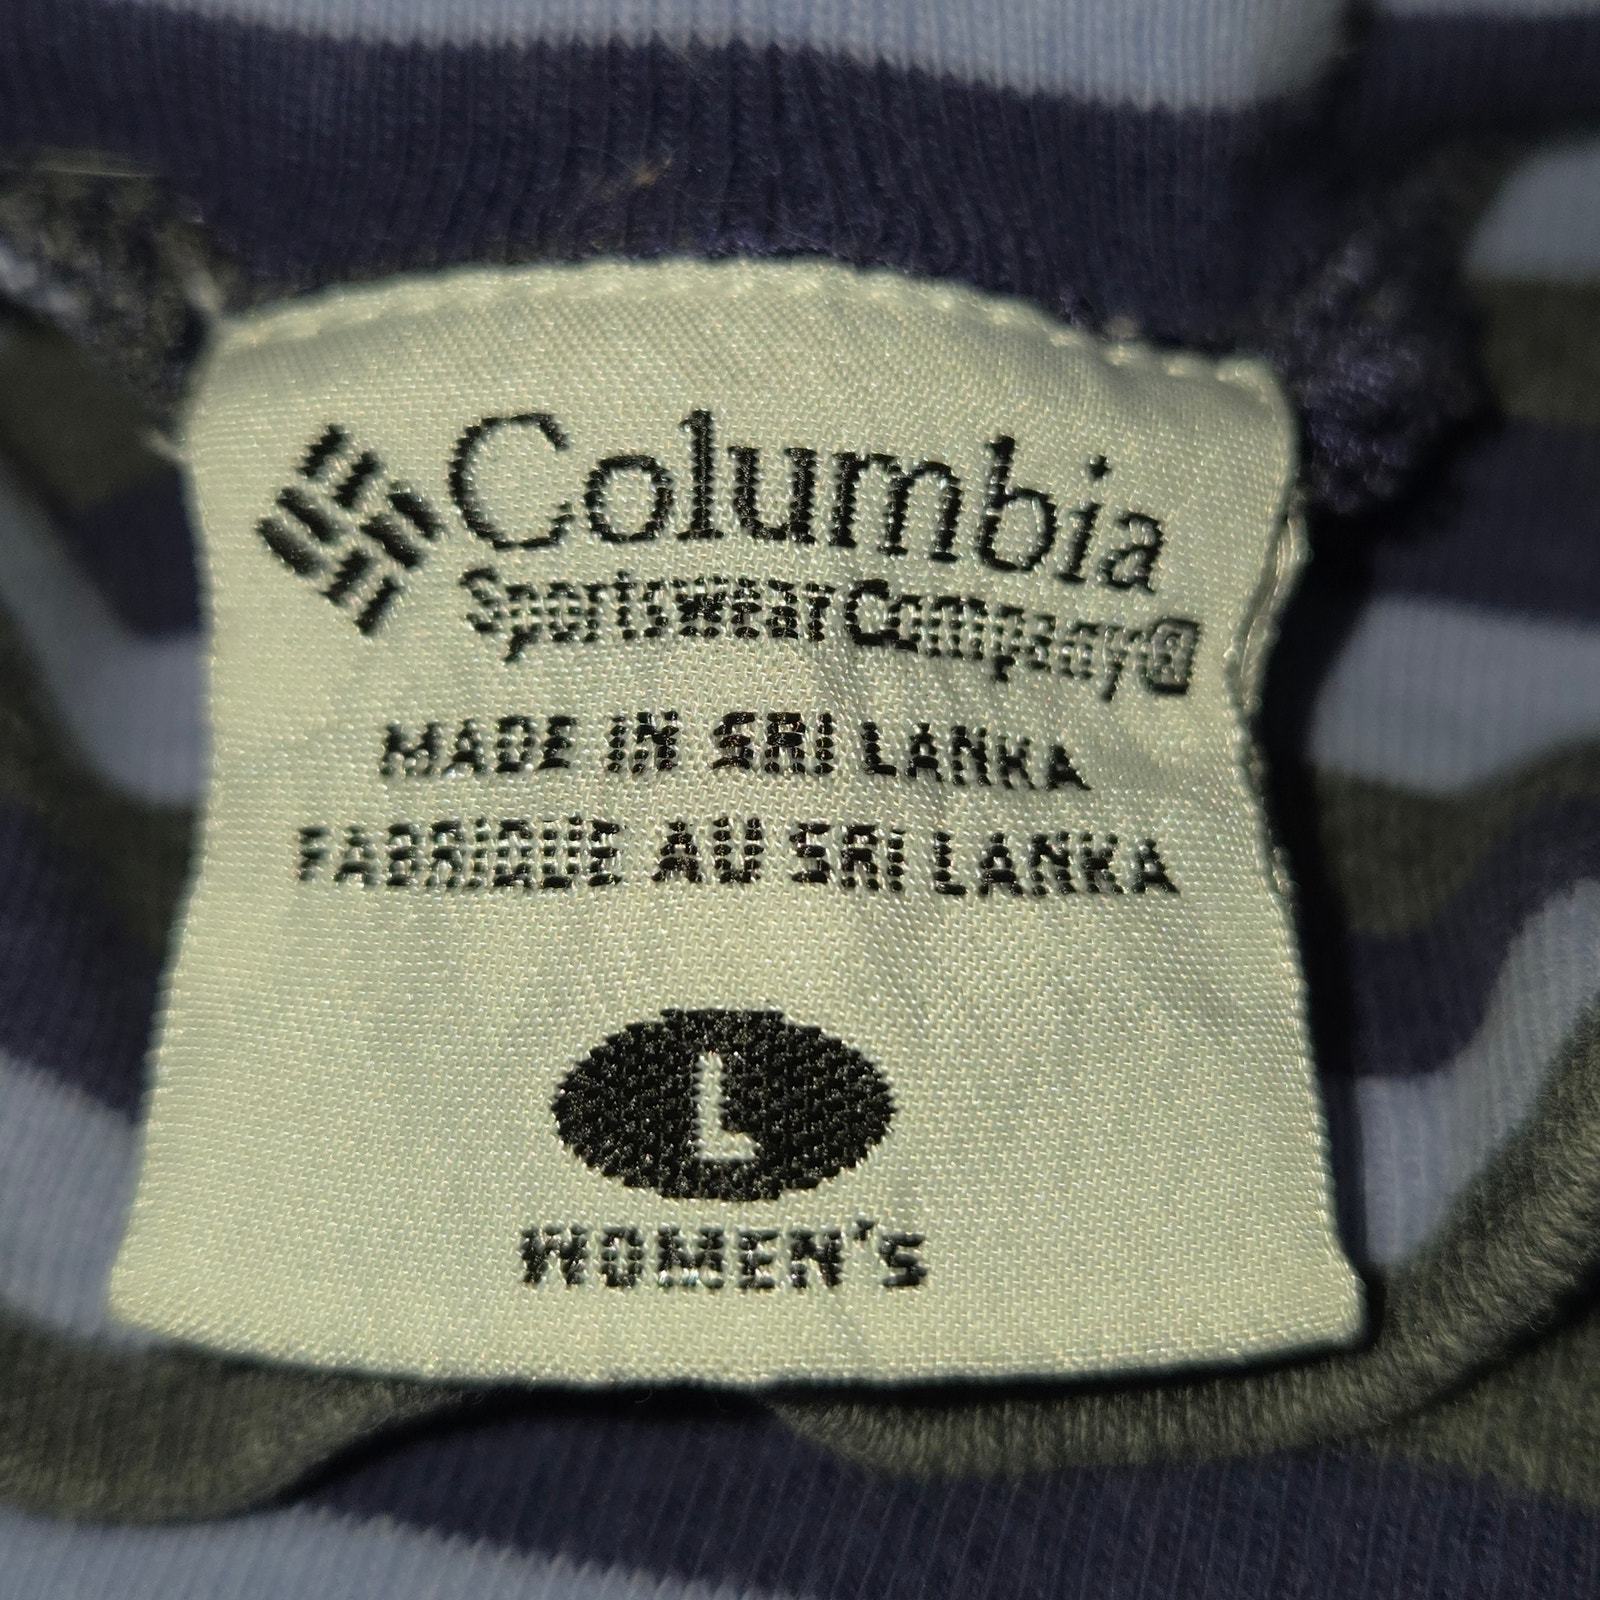 Columbia
Sportswear Company®
MADE IN SRI LANKA
FABRIQUE AU SRI LANKA
L
WOMEN'S